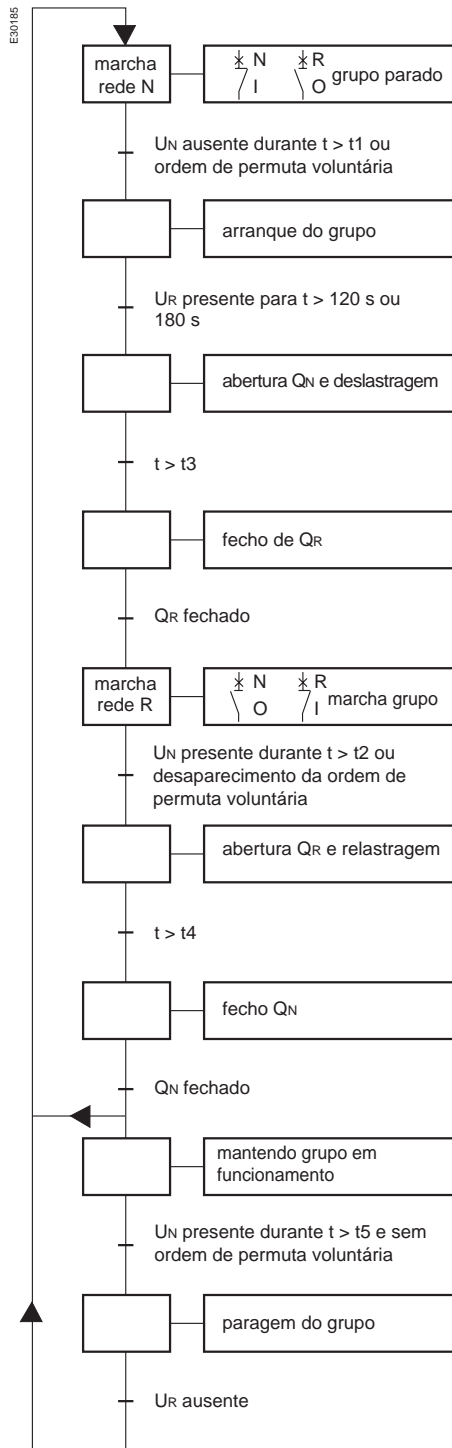 E30185
marcha
rede N
N R
I O
grupo parado
UN ausente durante t > t1 ou
ordem de permuta voluntária
arranque do grupo
UR presente para t > 120 s ou
180 s
abertura QN e deslastragem
t > t3
fecho de QR
QR fechado
marcha
rede R
N R
O I
marcha grupo
UN presente durante t > t2 ou
desaparecimento da ordem de
permuta voluntária
abertura QR e relastragem
t > t4
fecho QN
QN fechado
mantendo grupo em
funcionamento
UN presente durante t > t5 e sem
ordem de permuta voluntária
paragem do grupo
UR ausente